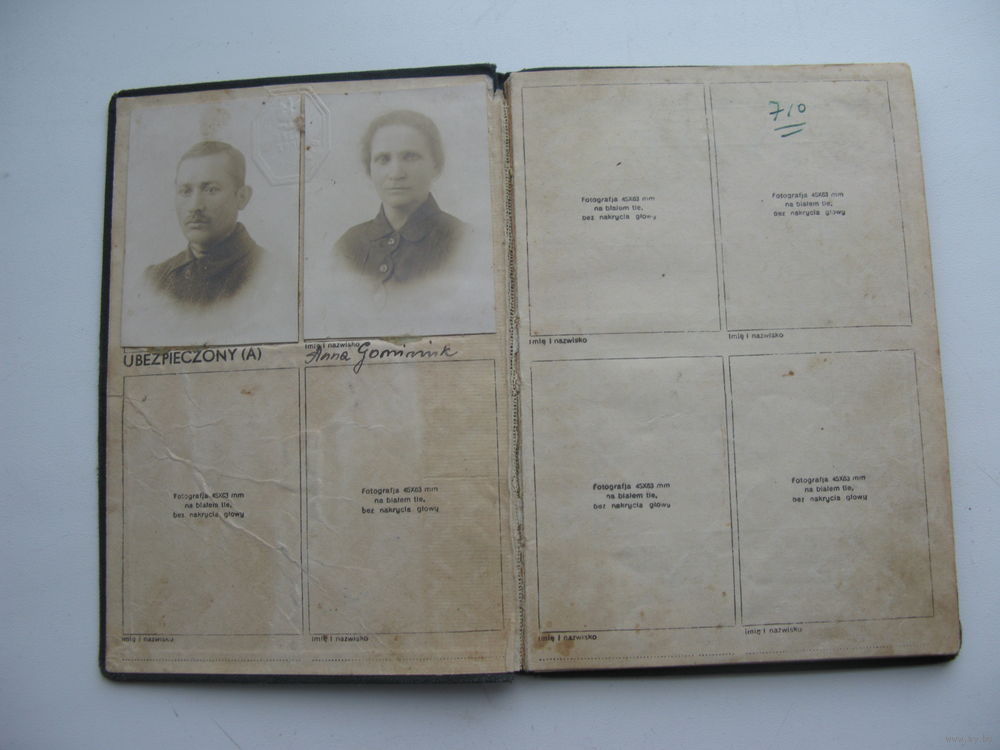 UBEZPIECZONY (A)
Imię i nazwisko
Anna
Fotografja 45X63 mm
na białem tle,
bez nakrycia głowy
Imię i nazwisko
Fotografja 45X63 mm
na białem tle,
bez nakrycia głowy
Imię i nazwisko
Fotografja 45X63 mm
na białem tle,
bez nakrycia głowy
Imię i nazwisko
710
Fotografja 45X63 mm
na białem tle,
bez nakrycia głowy
Imię i nazwisko
Fotografja 45X63 mm
na białem tle,
bez nakrycia głowy
Imię i nazwisko
Fotografja 45X63 mm
na białem tle,
bez nakrycia głowy
Imię i nazwisko